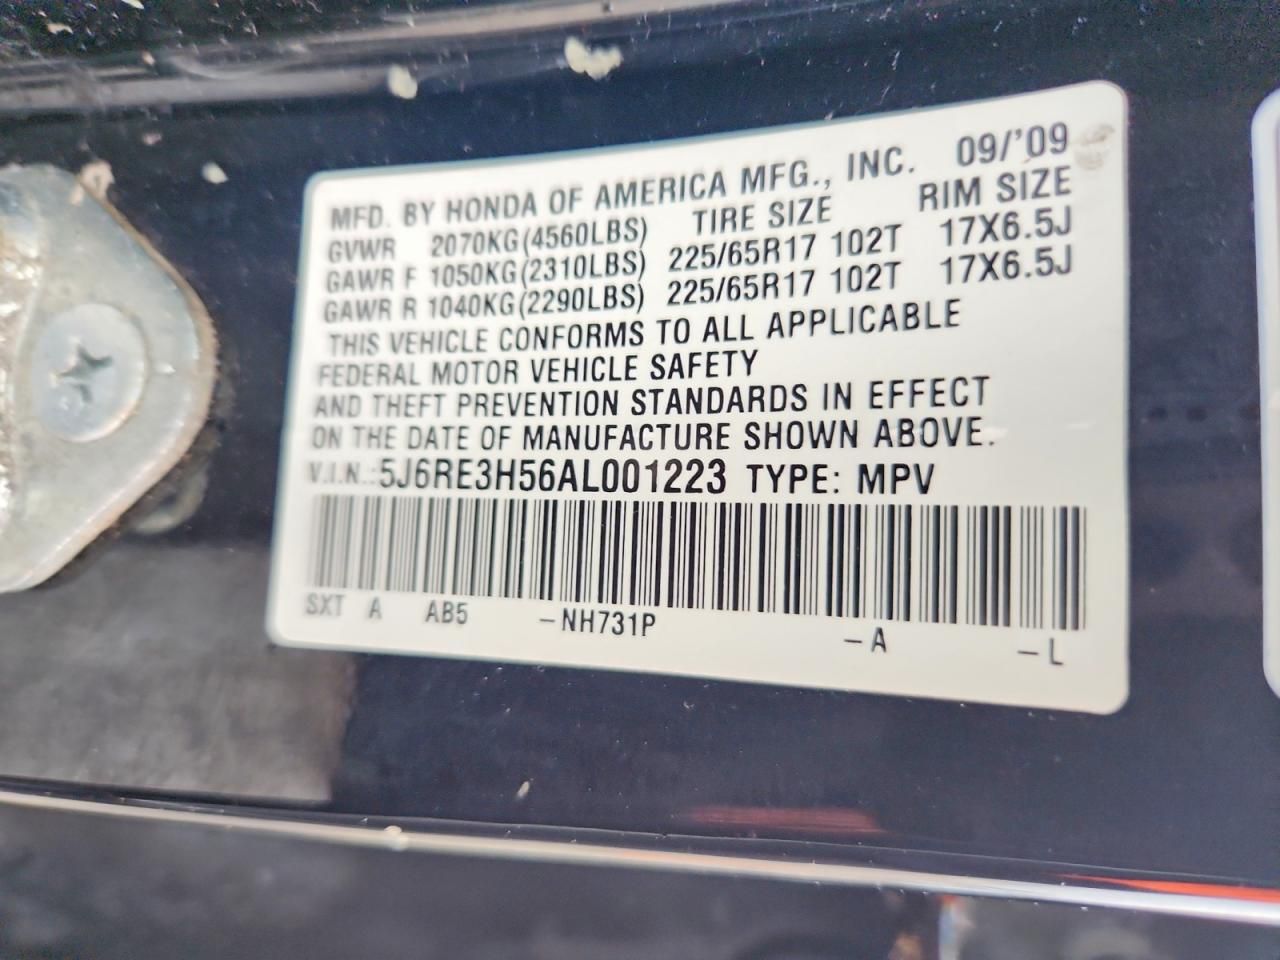 MFD. BY HONDA OF AMERICA MFG., INC. 09/'09
GVWR 2070KG(4560LBS) TIRE SIZE RIM SIZE
GAWR F 1050KG(2310LBS) 225/65R17 102T 17X6.5J
GAWR R 1040KG(2290LBS) 225/65R17 102T 17X6.5J
THIS VEHICLE CONFORMS TO ALL APPLICABLE
FEDERAL MOTOR VEHICLE SAFETY
AND THEFT PREVENTION STANDARDS IN EFFECT
ON THE DATE OF MANUFACTURE SHOWN ABOVE.
V.I.N.:5J6RE3H56AL001223 TYPE: MPV
SXT A AB5 -NH731P -A -L